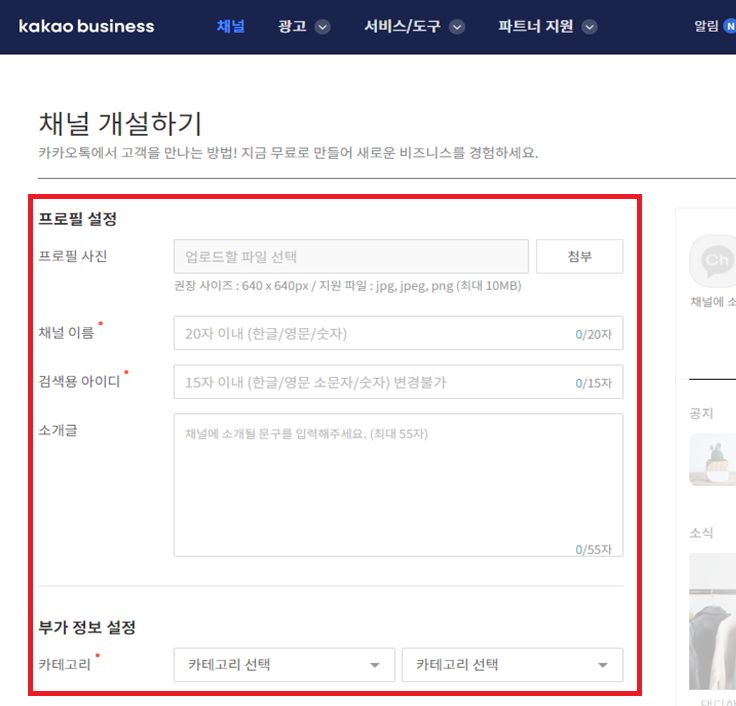 kakao business 채널 광고 서비스/도구 파트너 지원 알림 N
채널 개설하기
카카오톡에서 고객을 만나는 방법! 지금 무료로 만들어 새로운 비즈니스를 경험하세요.
프로필 설정
프로필 사진 업로드할 파일 선택 첨부
권장 사이즈 : 640 x 640px / 지원 파일 : jpg, jpeg, png (최대 10MB)
Ch
채널에 소
채널 이름 * 20자 이내 (한글/영문/숫자) 0/20자
검색용 아이디 * 15자 이내 (한글/영문 소문자/숫자) 변경불가 0/15자
소개글 채널에 소개될 문구를 입력해주세요. (최대 55자)
0/55자
공지
소식
부가 정보 설정
카테고리 * 카테고리 선택 카테고리 선택